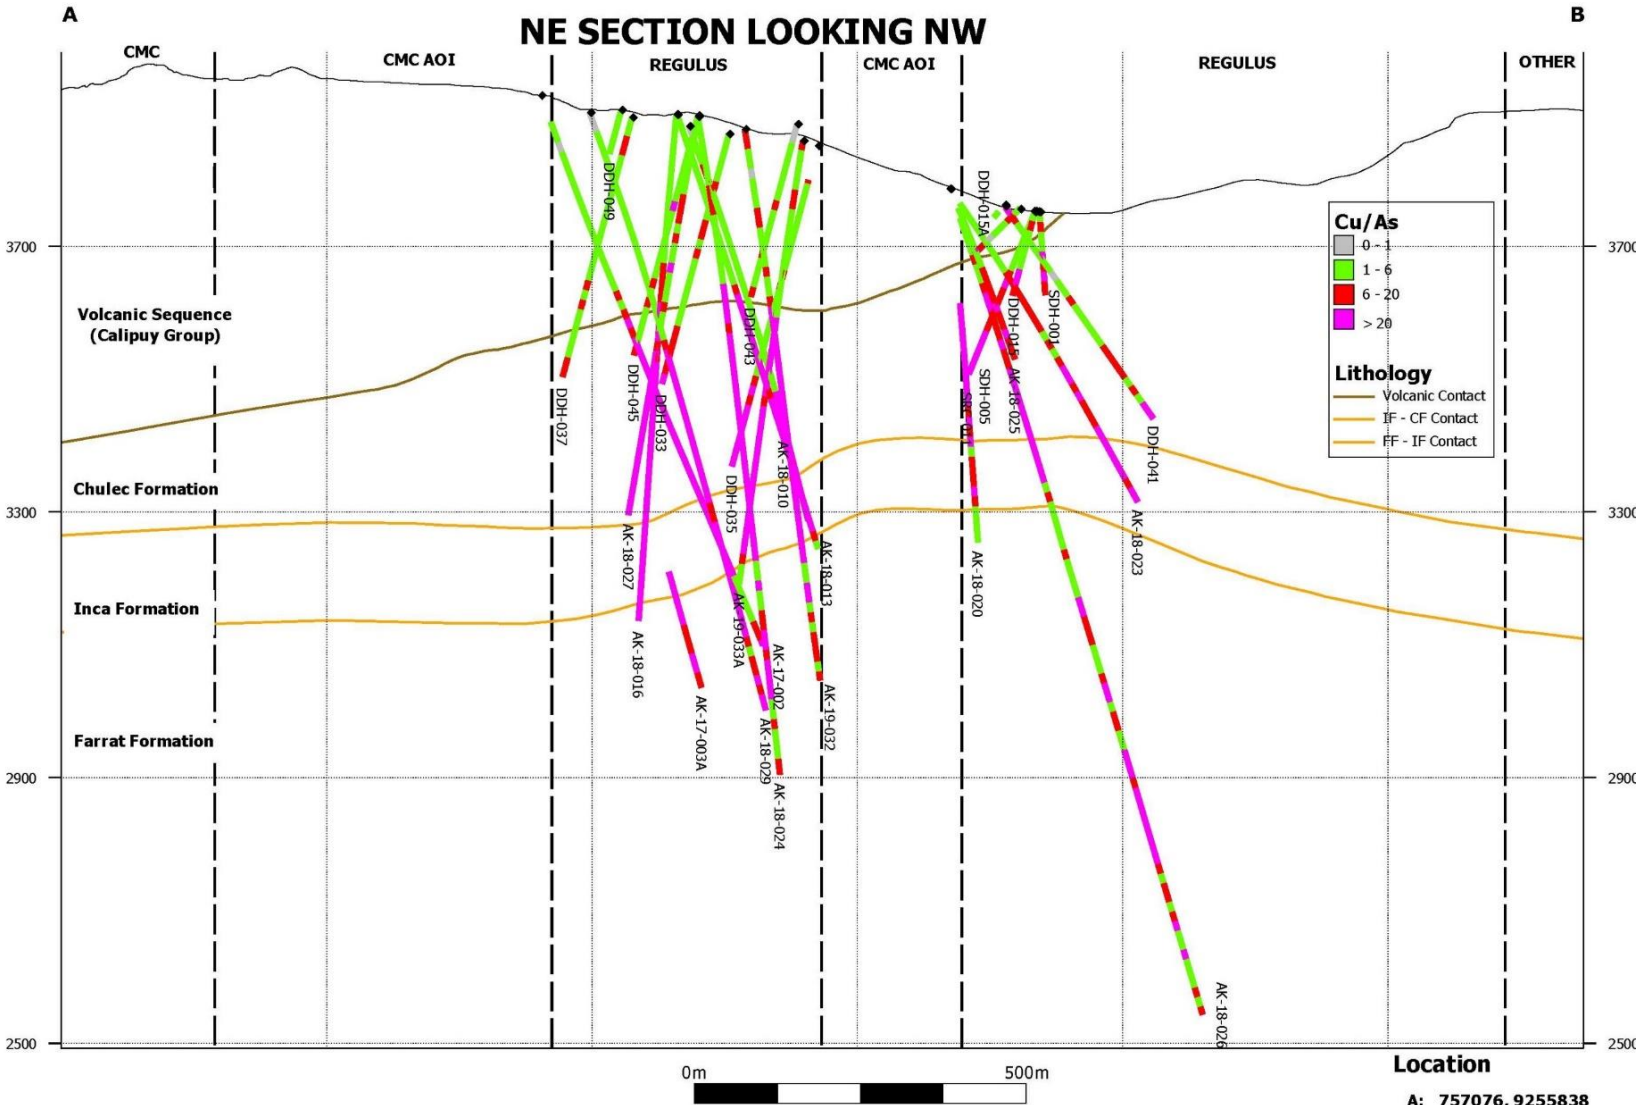 A
B
NE SECTION LOOKING NW
CMC
CMC AOI
REGULUS
CMC AOI
REGULUS
OTHER
3700
3700
3300
3300
2900
2900
2500
2500
Volcanic Sequence
(Calipuy Group)
Chulec Formation
Inca Formation
Farrat Formation
DDH-049
DDH-037
DDH-045
DDH-033
DDH-043
DDH-035
AK-18-010
AK-18-027
AK-18-016
AK-17-003A
AK-19-033A
AK-17-002
AK-18-029
AK-18-024
AK-18-013
AK-19-032
DDH-015A
DDH-015
SDH-001
SDH-005
AK-18-025
AK-18-020
DDH-041
AK-18-023
AK-18-026
Cu/As
0 - 1
1 - 6
6 - 20
> 20
Lithology
Volcanic Contact
IF - CF Contact
FF - IF Contact
0m
500m
Location
A: 757076, 9255838